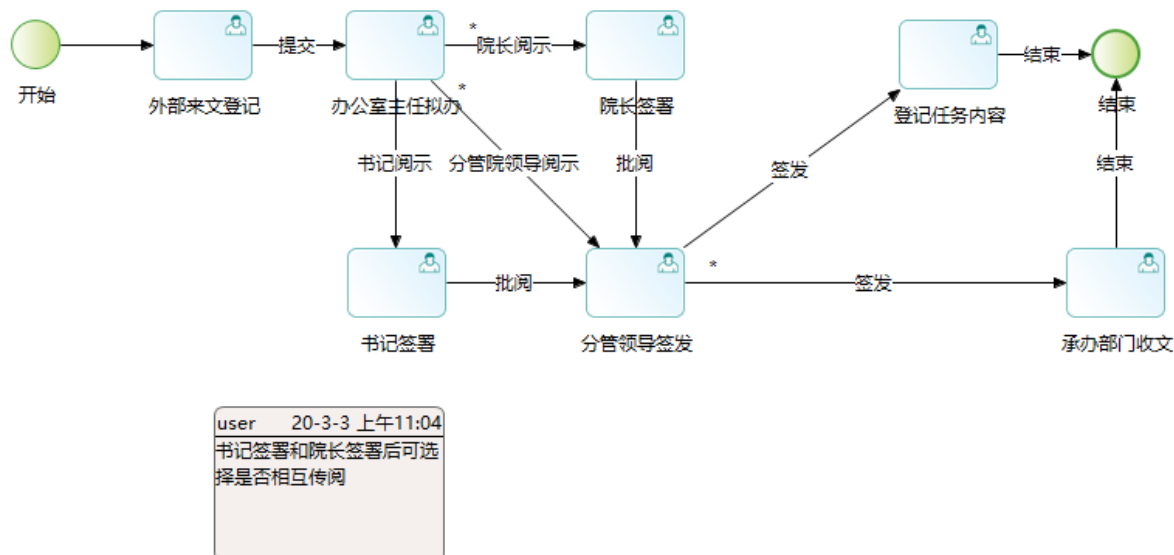 *
*
提交
院长阅示
结束
开始
外部来文登记
办公室主任拟办
院长签署
登记任务内容
结束
书记阅示
分管院领导阅示
批阅
签发
结束
*
批阅
签发
书记签署
分管领导签发
承办部门收文
user 20-3-3 上午11:04
书记签署和院长签署后可选
择是否相互传阅